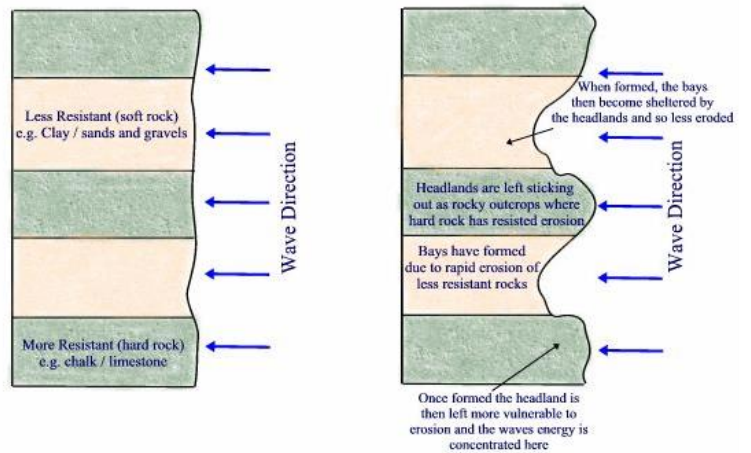 Less Resistant (soft rock)
e.g. Clay / sands and gravels
More Resistant (hard rock)
e.g. chalk / limestone
Wave Direction
When formed, the bays
then become sheltered by
the headlands and so less eroded
Headlands are left sticking
out as rocky outcrops where
hard rock has resisted erosion
Bays have formed
due to rapid erosion of
less resistant rocks
Wave Direction
Once formed the headland is
then left more vulnerable to
erosion and the waves energy is
concentrated here